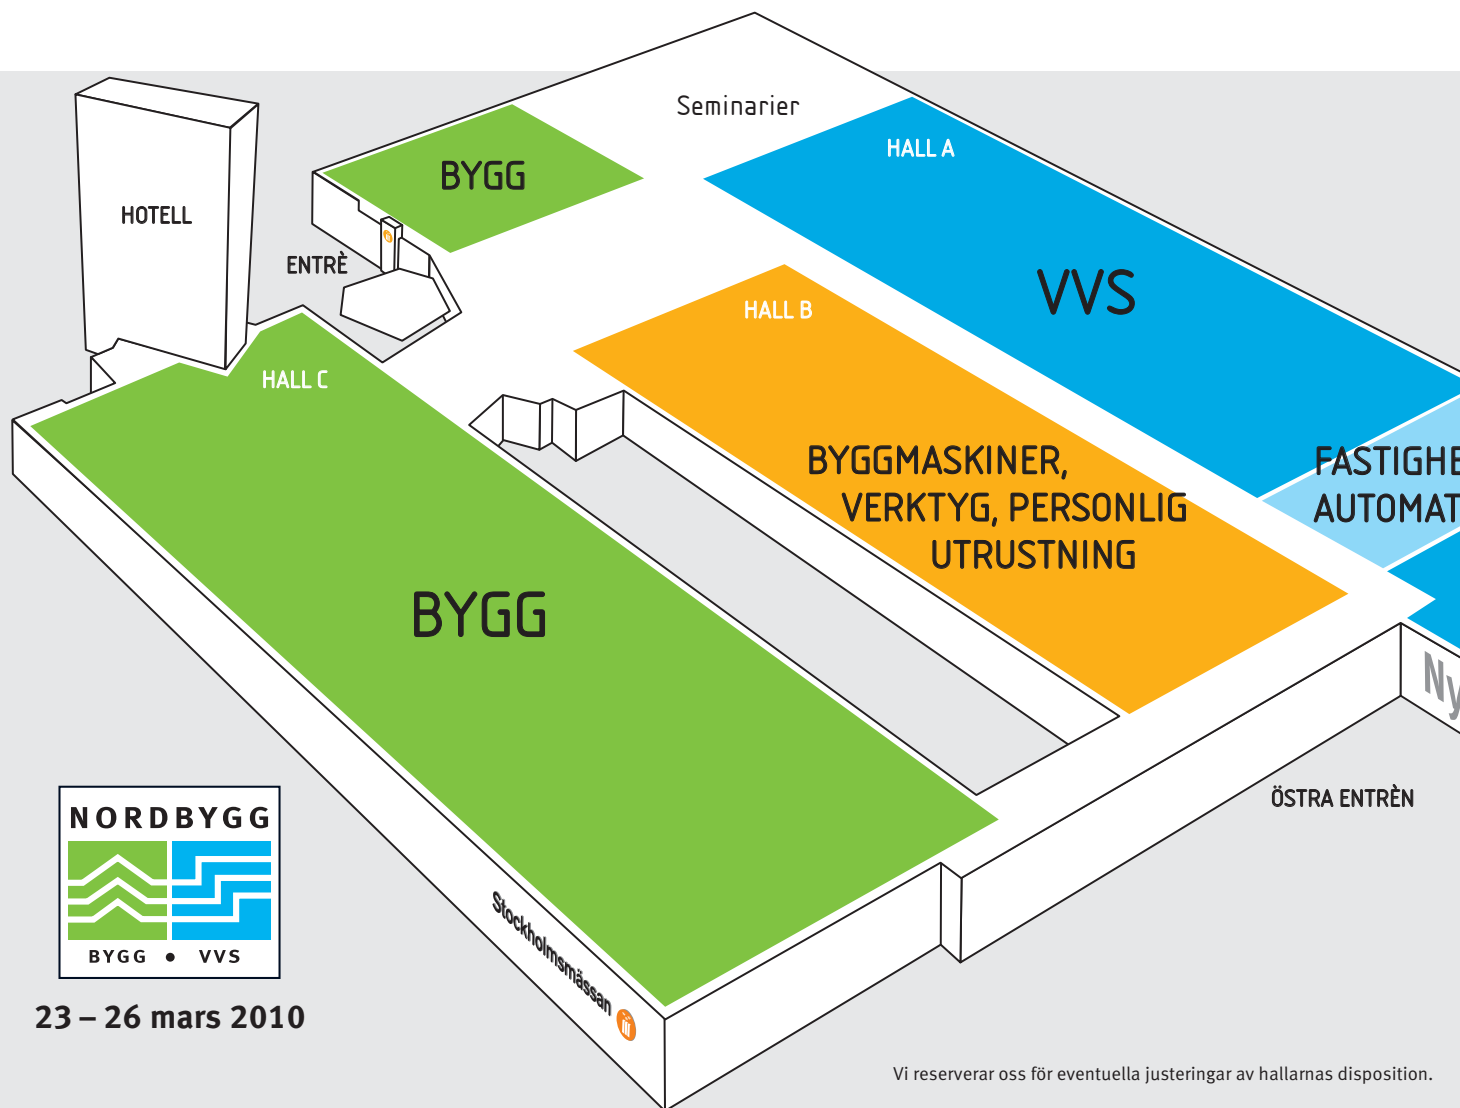 Seminarier
HALL A
BYGG
HOTELL
ENTRÈ
VVS
HALL B
HALL C
BYGGMASKINER,
VERKTYG, PERSONLIG
UTRUSTNING
FASTIGHE
AUTOMAT
BYGG
Ny
ÖSTRA ENTRÈN
NORDBYGG
BYGG • VVS
23 – 26 mars 2010
Stockholmsmässan
Vi reserverar oss för eventuella justeringar av hallarnas disposition.